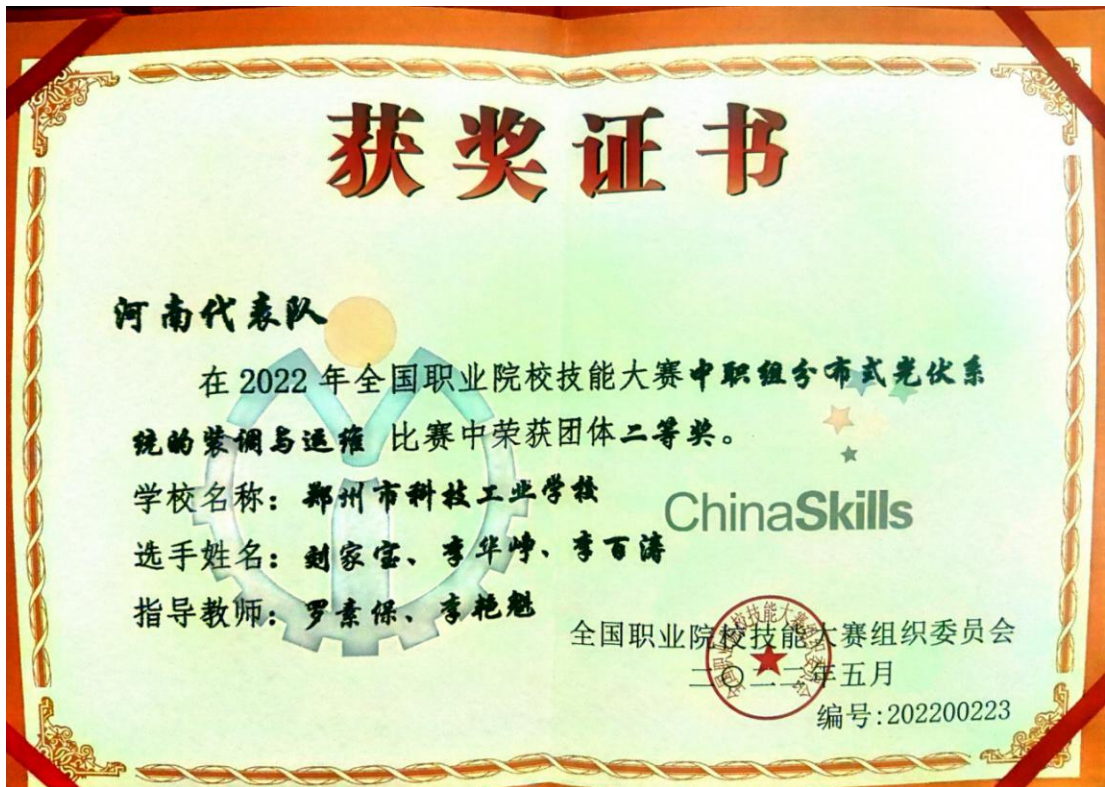 获奖证书
河南代表队
在2022年全国职业院校技能大赛中职组分布式光伏系
统的装调与运维 比赛中荣获团体二等奖。
学校名称：郑州市科技工业学校
ChinaSkills
选手姓名：刘家宝、李华峥、李百涛
指导教师：罗素保、李艳魁
全国职业院校技能大赛组织委员会
二〇二二年五月
编号:202200223